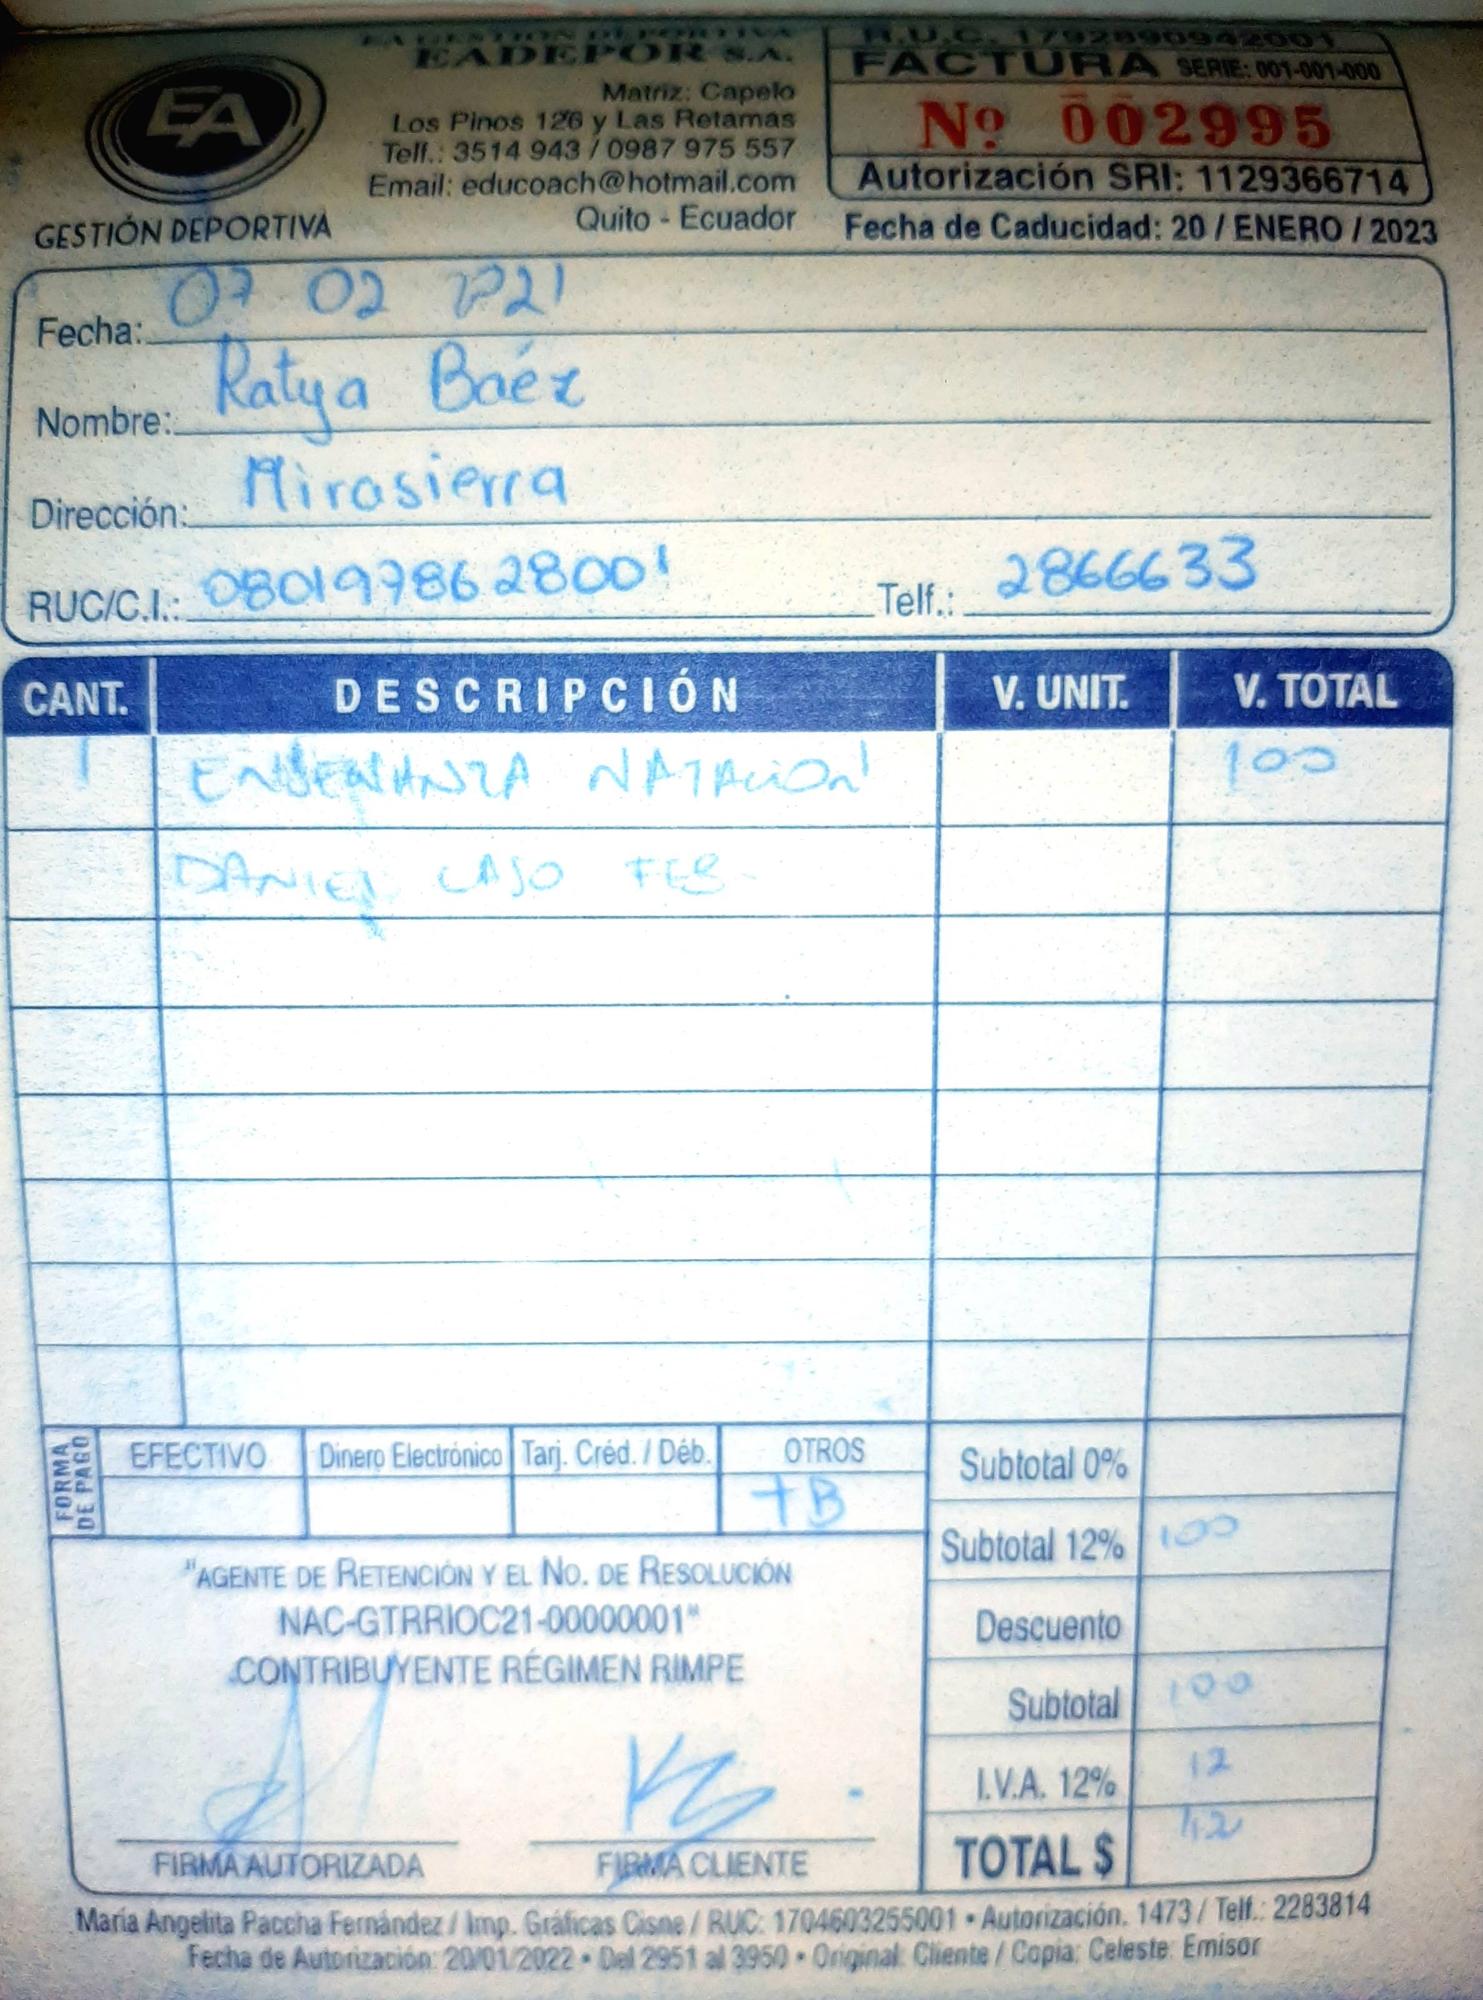 EA GESTIÓN DEPORTIVA
EADEPOR S.A.
Matriz: Capelo
Los Pinos 126 y Las Retamas
Telf.: 3514 943 / 0987 975 557
Email: educoach@hotmail.com
Quito - Ecuador
EA
GESTIÓN DEPORTIVA
R.U.C. 1792890942001
FACTURA SERIE: 001-001-000
Nº 002995
Autorización SRI: 1129366714
Fecha de Caducidad: 20 / ENERO / 2023
Fecha: 07 02 2021
Nombre: Katya Baéz
Dirección: Mirasierra
RUC/C.I.: 0801978628001 Telf.: 2866633
CANT. DESCRIPCIÓN V. UNIT. V. TOTAL
1 ENSEÑANZA NATACION 100
DANIEL LASO FEB
FORMA DE PAGO
EFECTIVO Dinero Electrónico Tarj. Créd. / Déb. OTROS
TB
Subtotal 0%
Subtotal 12% 100
Descuento
Subtotal 100
I.V.A. 12% 12
TOTAL $ 112
"AGENTE DE RETENCIÓN Y EL NO. DE RESOLUCIÓN
NAC-GTRRIOC21-00000001"
CONTRIBUYENTE RÉGIMEN RIMPE
FIRMA AUTORIZADA FIRMA CLIENTE
María Angelita Paccha Fernández / Imp. Gráficas Cisne / RUC: 1704603255001 • Autorización. 1473 / Telf.: 2283814
Fecha de Autorización: 20/01/2022 • Del 2951 al 3950 • Original: Cliente / Copia: Celeste: Emisor